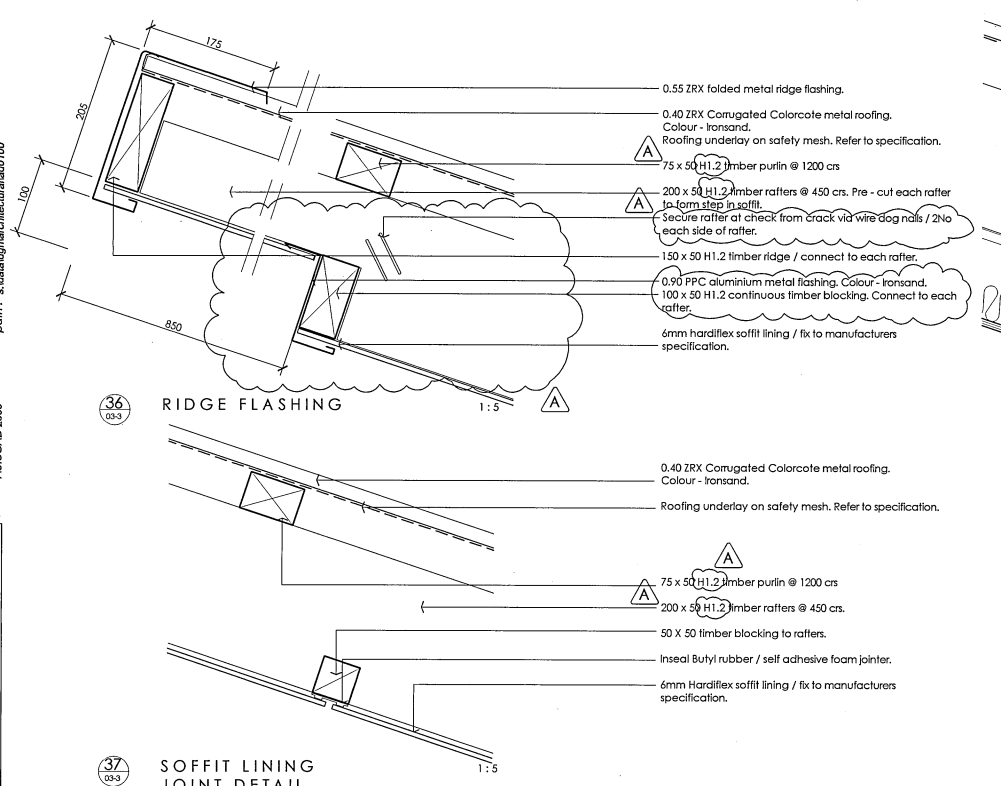 175
205
100
850
0.55 ZRX folded metal ridge flashing.
0.40 ZRX Corrugated Colorcote metal roofing.
Colour - Ironsand.
Roofing underlay on safety mesh. Refer to specification.
A
75 x 50 H1.2 timber purlin @ 1200 crs
A
200 x 50 H1.2 timber rafters @ 450 crs. Pre - cut each rafter
to form step in soffit.
Secure rafter at check from crack via wire dog nails / 2No
each side of rafter.
150 x 50 H1.2 timber ridge / connect to each rafter.
0.90 PPC aluminium metal flashing. Colour - Ironsand.
100 x 50 H1.2 continuous timber blocking. Connect to each
rafter.
6mm hardiflex soffit lining / fix to manufacturers
specification.
36
03-3
RIDGE FLASHING
1:5
A
0.40 ZRX Corrugated Colorcote metal roofing.
Colour - Ironsand.
Roofing underlay on safety mesh. Refer to specification.
A
75 x 50 H1.2 timber purlin @ 1200 crs
A
200 x 50 H1.2 timber rafters @ 450 crs.
50 X 50 timber blocking to rafters.
Inseal Butyl rubber / self adhesive foam jointer.
6mm Hardiflex soffit lining / fix to manufacturers
specification.
37
03-3
SOFFIT LINING
JOINT DETAIL
1:5